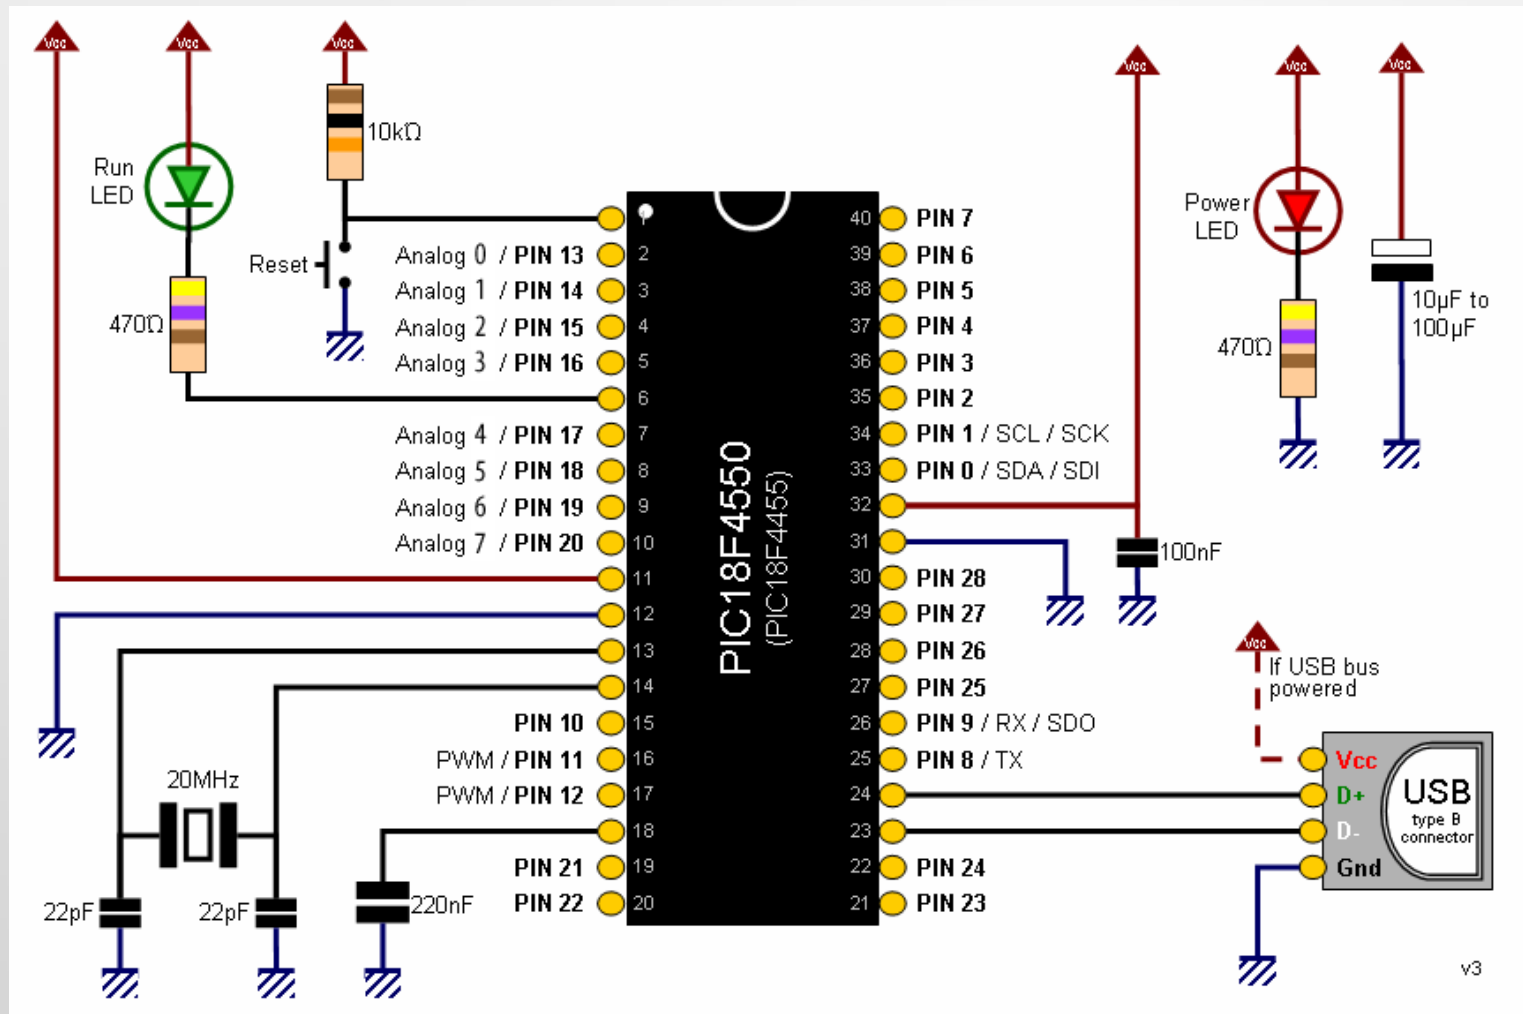 Vcc
Vcc
Vcc
Vcc
Vcc
Vcc
10kΩ
Run
LED
Reset
470Ω
Analog 0 / PIN 13
Analog 1 / PIN 14
Analog 2 / PIN 15
Analog 3 / PIN 16
Analog 4 / PIN 17
Analog 5 / PIN 18
Analog 6 / PIN 19
Analog 7 / PIN 20
PIN 10
PWM / PIN 11
PWM / PIN 12
PIN 21
PIN 22
20MHz
22pF
22pF
220nF
1
2
3
4
5
6
7
8
9
10
11
12
13
14
15
16
17
18
19
20
PIC18F4550
(PIC18F4455)
40 PIN 7
39 PIN 6
38 PIN 5
37 PIN 4
36 PIN 3
35 PIN 2
34 PIN 1 / SCL / SCK
33 PIN 0 / SDA / SDI
32
31
30 PIN 28
29 PIN 27
28 PIN 26
27 PIN 25
26 PIN 9 / RX / SDO
25 PIN 8 / TX
24
23
22 PIN 24
21 PIN 23
100nF
Power
LED
470Ω
10µF to
100µF
Vcc
If USB bus
powered
Vcc
D+
D-
Gnd
USB
type B
connector
v3